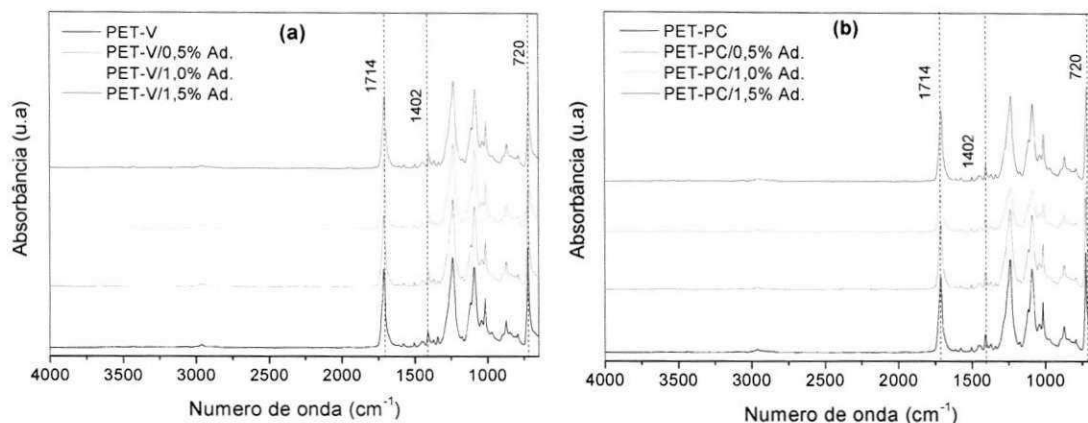 (a)
PET-V
PET-V/0,5% Ad.
PET-V/1,0% Ad.
PET-V/1,5% Ad.
1714
1402
720
Absorbância (u.a)
4000 3500 3000 2500 2000 1500 1000
Numero de onda (cm⁻¹)
(b)
PET-PC
PET-PC/0,5% Ad.
PET-PC/1,0% Ad.
PET-PC/1,5% Ad.
1714
1402
720
Absorbância (u.a)
4000 3500 3000 2500 2000 1500 1000
Numero de onda (cm⁻¹)